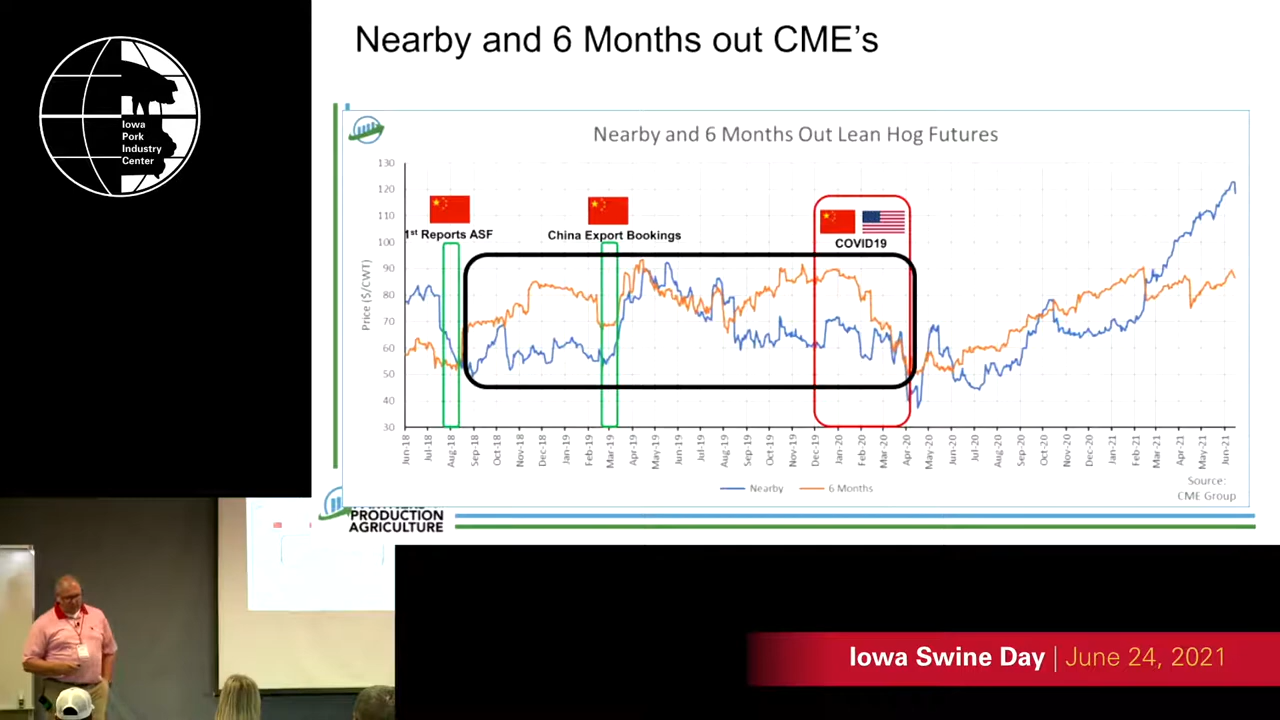 Nearby and 6 Months out CME's
Iowa
Pork
Industry
Center
Nearby and 6 Months Out Lean Hog Futures
130
120
110
100
90
80
70
60
50
40
30
Price ($/CWT)
1st Reports ASF
China Export Bookings
COVID19
Jun-18
Jul-18
Aug-18
Sep-18
Oct-18
Nov-18
Dec-18
Jan-19
Feb-19
Mar-19
Apr-19
May-19
Jun-19
Jul-19
Aug-19
Sep-19
Oct-19
Nov-19
Dec-19
Jan-20
Feb-20
Mar-20
Apr-20
May-20
Jun-20
Jul-20
Aug-20
Sep-20
Oct-20
Nov-20
Dec-20
Jan-21
Feb-21
Mar-21
Apr-21
May-21
Jun-21
Nearby
6 Months
Source:
CME Group
PRODUCTION
AGRICULTURE
Iowa Swine Day | June 24, 2021